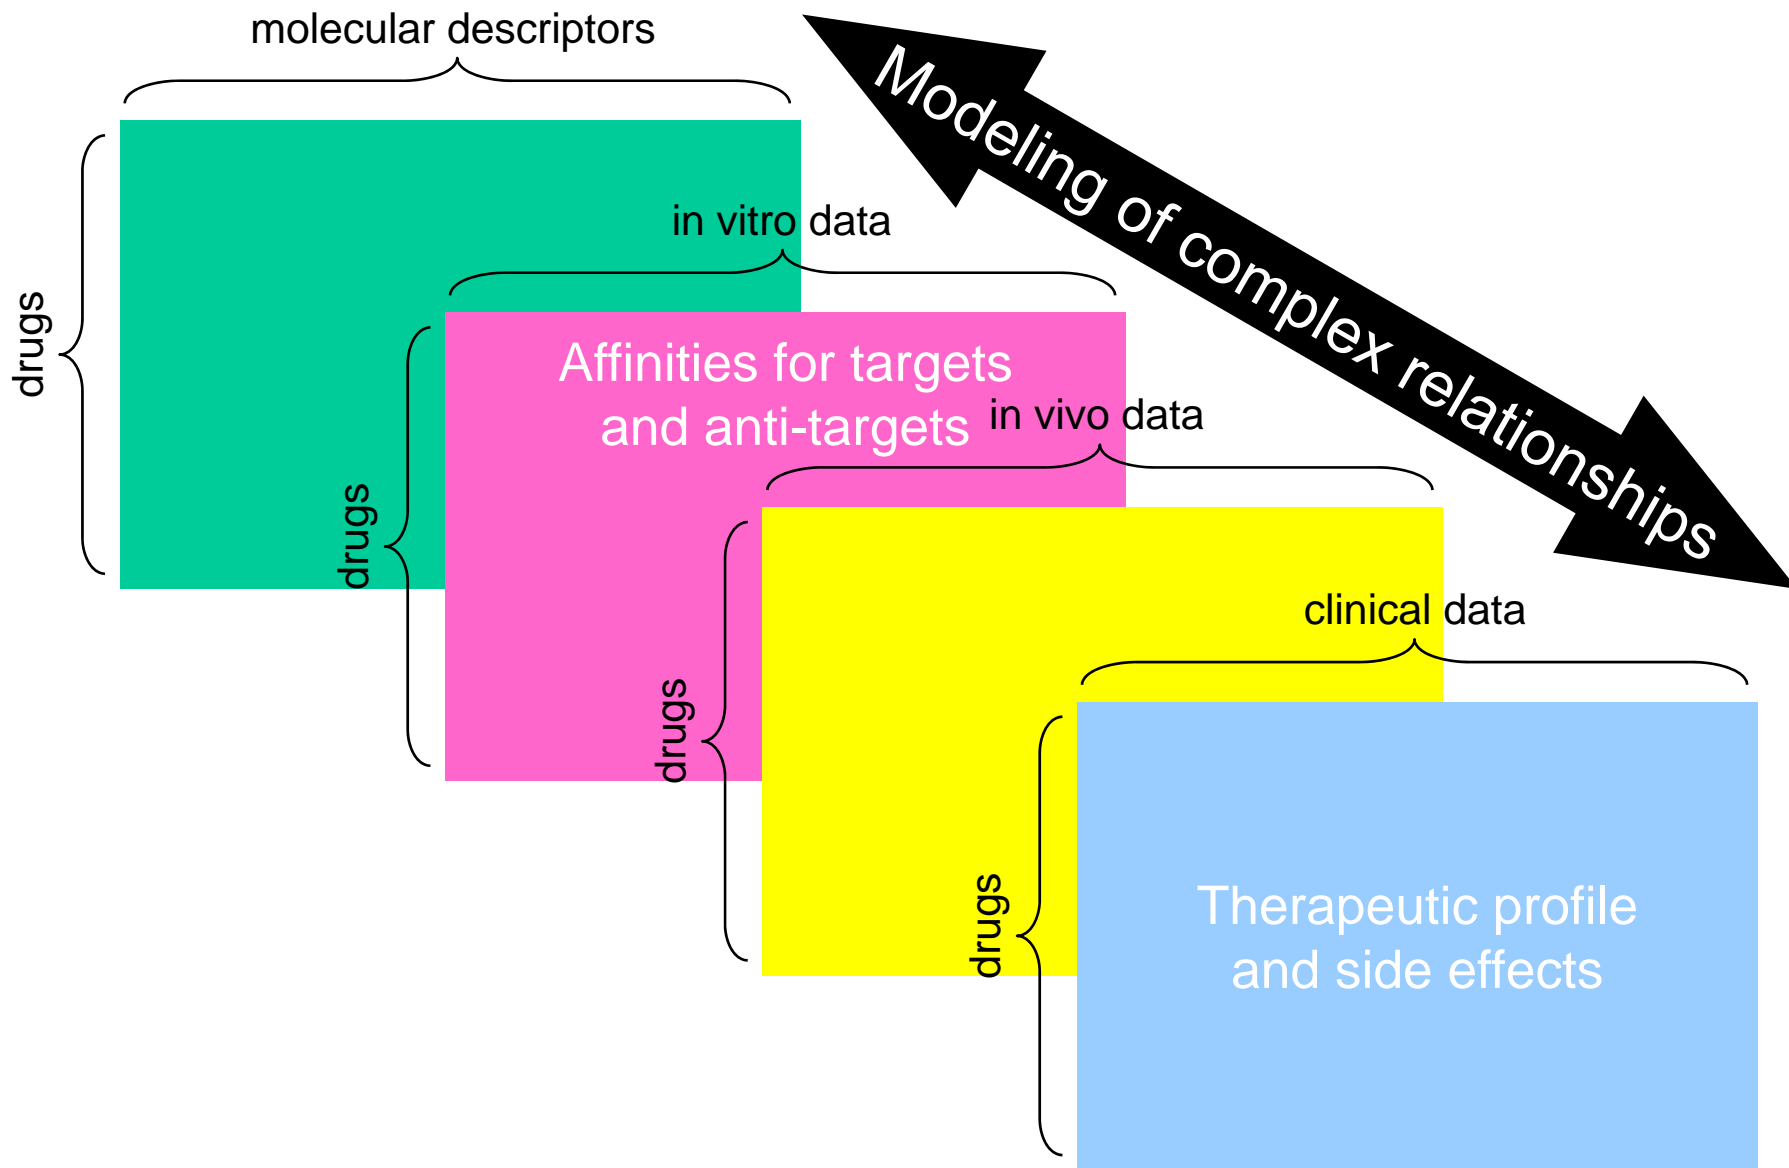 molecular descriptors
Modeling of complex relationships
drugs
in vitro data
drugs
Affinities for targets
and anti-targets
in vivo data
drugs
clinical data
drugs
Therapeutic profile
and side effects